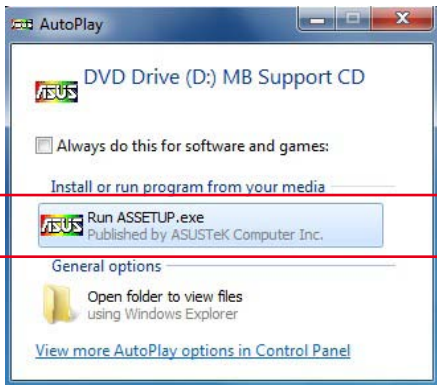 AutoPlay
DVD Drive (D:) MB Support CD
ASUS
Always do this for software and games:
Install or run program from your media
ASUS
Run ASSETUP.exe
Published by ASUSTeK Computer Inc.
General options
Open folder to view files
using Windows Explorer
View more AutoPlay options in Control Panel